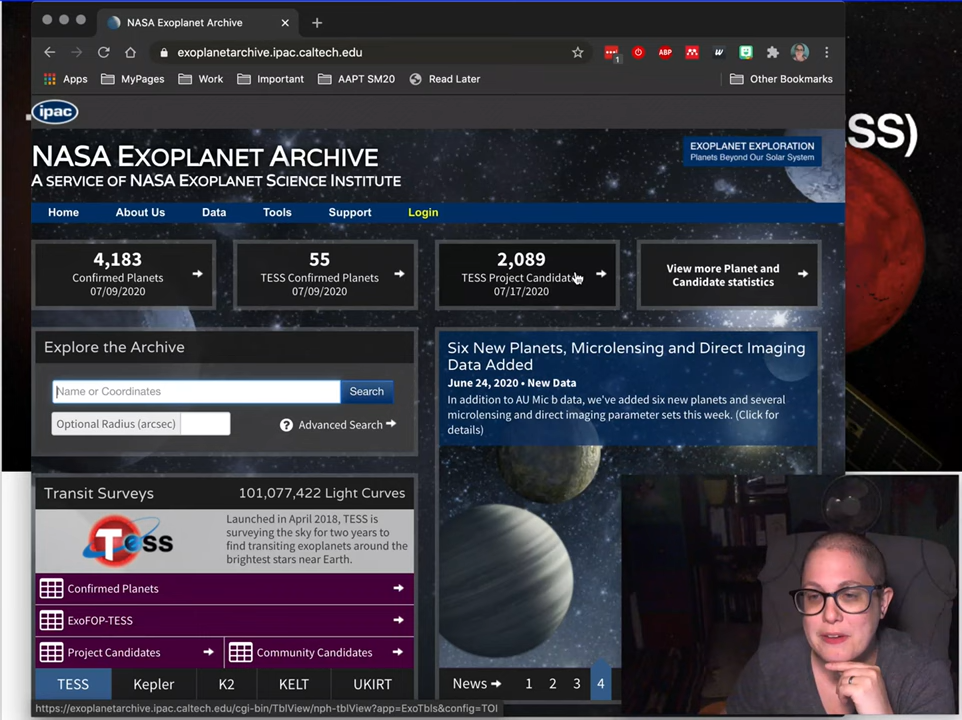 NASA Exoplanet Archive
exoplanetarchive.ipac.caltech.edu
1
ABP
W
Apps
MyPages
Work
Important
AAPT SM20
Read Later
Other Bookmarks
ipac
SS)
NASA EXOPLANET ARCHIVE
A SERVICE OF NASA EXOPLANET SCIENCE INSTITUTE
EXOPLANET EXPLORATION
Planets Beyond Our Solar System
Home
About Us
Data
Tools
Support
Login
4,183
Confirmed Planets
07/09/2020
55
TESS Confirmed Planets
07/09/2020
2,089
TESS Project Candidat
07/17/2020
View more Planet and
Candidate statistics
Explore the Archive
Name or Coordinates
Search
Optional Radius (arcsec)
? Advanced Search
Six New Planets, Microlensing and Direct Imaging
Data Added
June 24, 2020 • New Data
In addition to AU Mic b data, we've added six new planets and several
microlensing and direct imaging parameter sets this week. (Click for
details)
Transit Surveys
101,077,422 Light Curves
Tess
Launched in April 2018, TESS is
surveying the sky for two years to
find transiting exoplanets around the
brightest stars near Earth.
Confirmed Planets
ExoFOP-TESS
Project Candidates
Community Candidates
TESS
Kepler
K2
KELT
UKIRT
News
1
2
3
4
https://exoplanetarchive.ipac.caltech.edu/cgi-bin/TblView/nph-tblView?app=ExoTbls&config=TOI